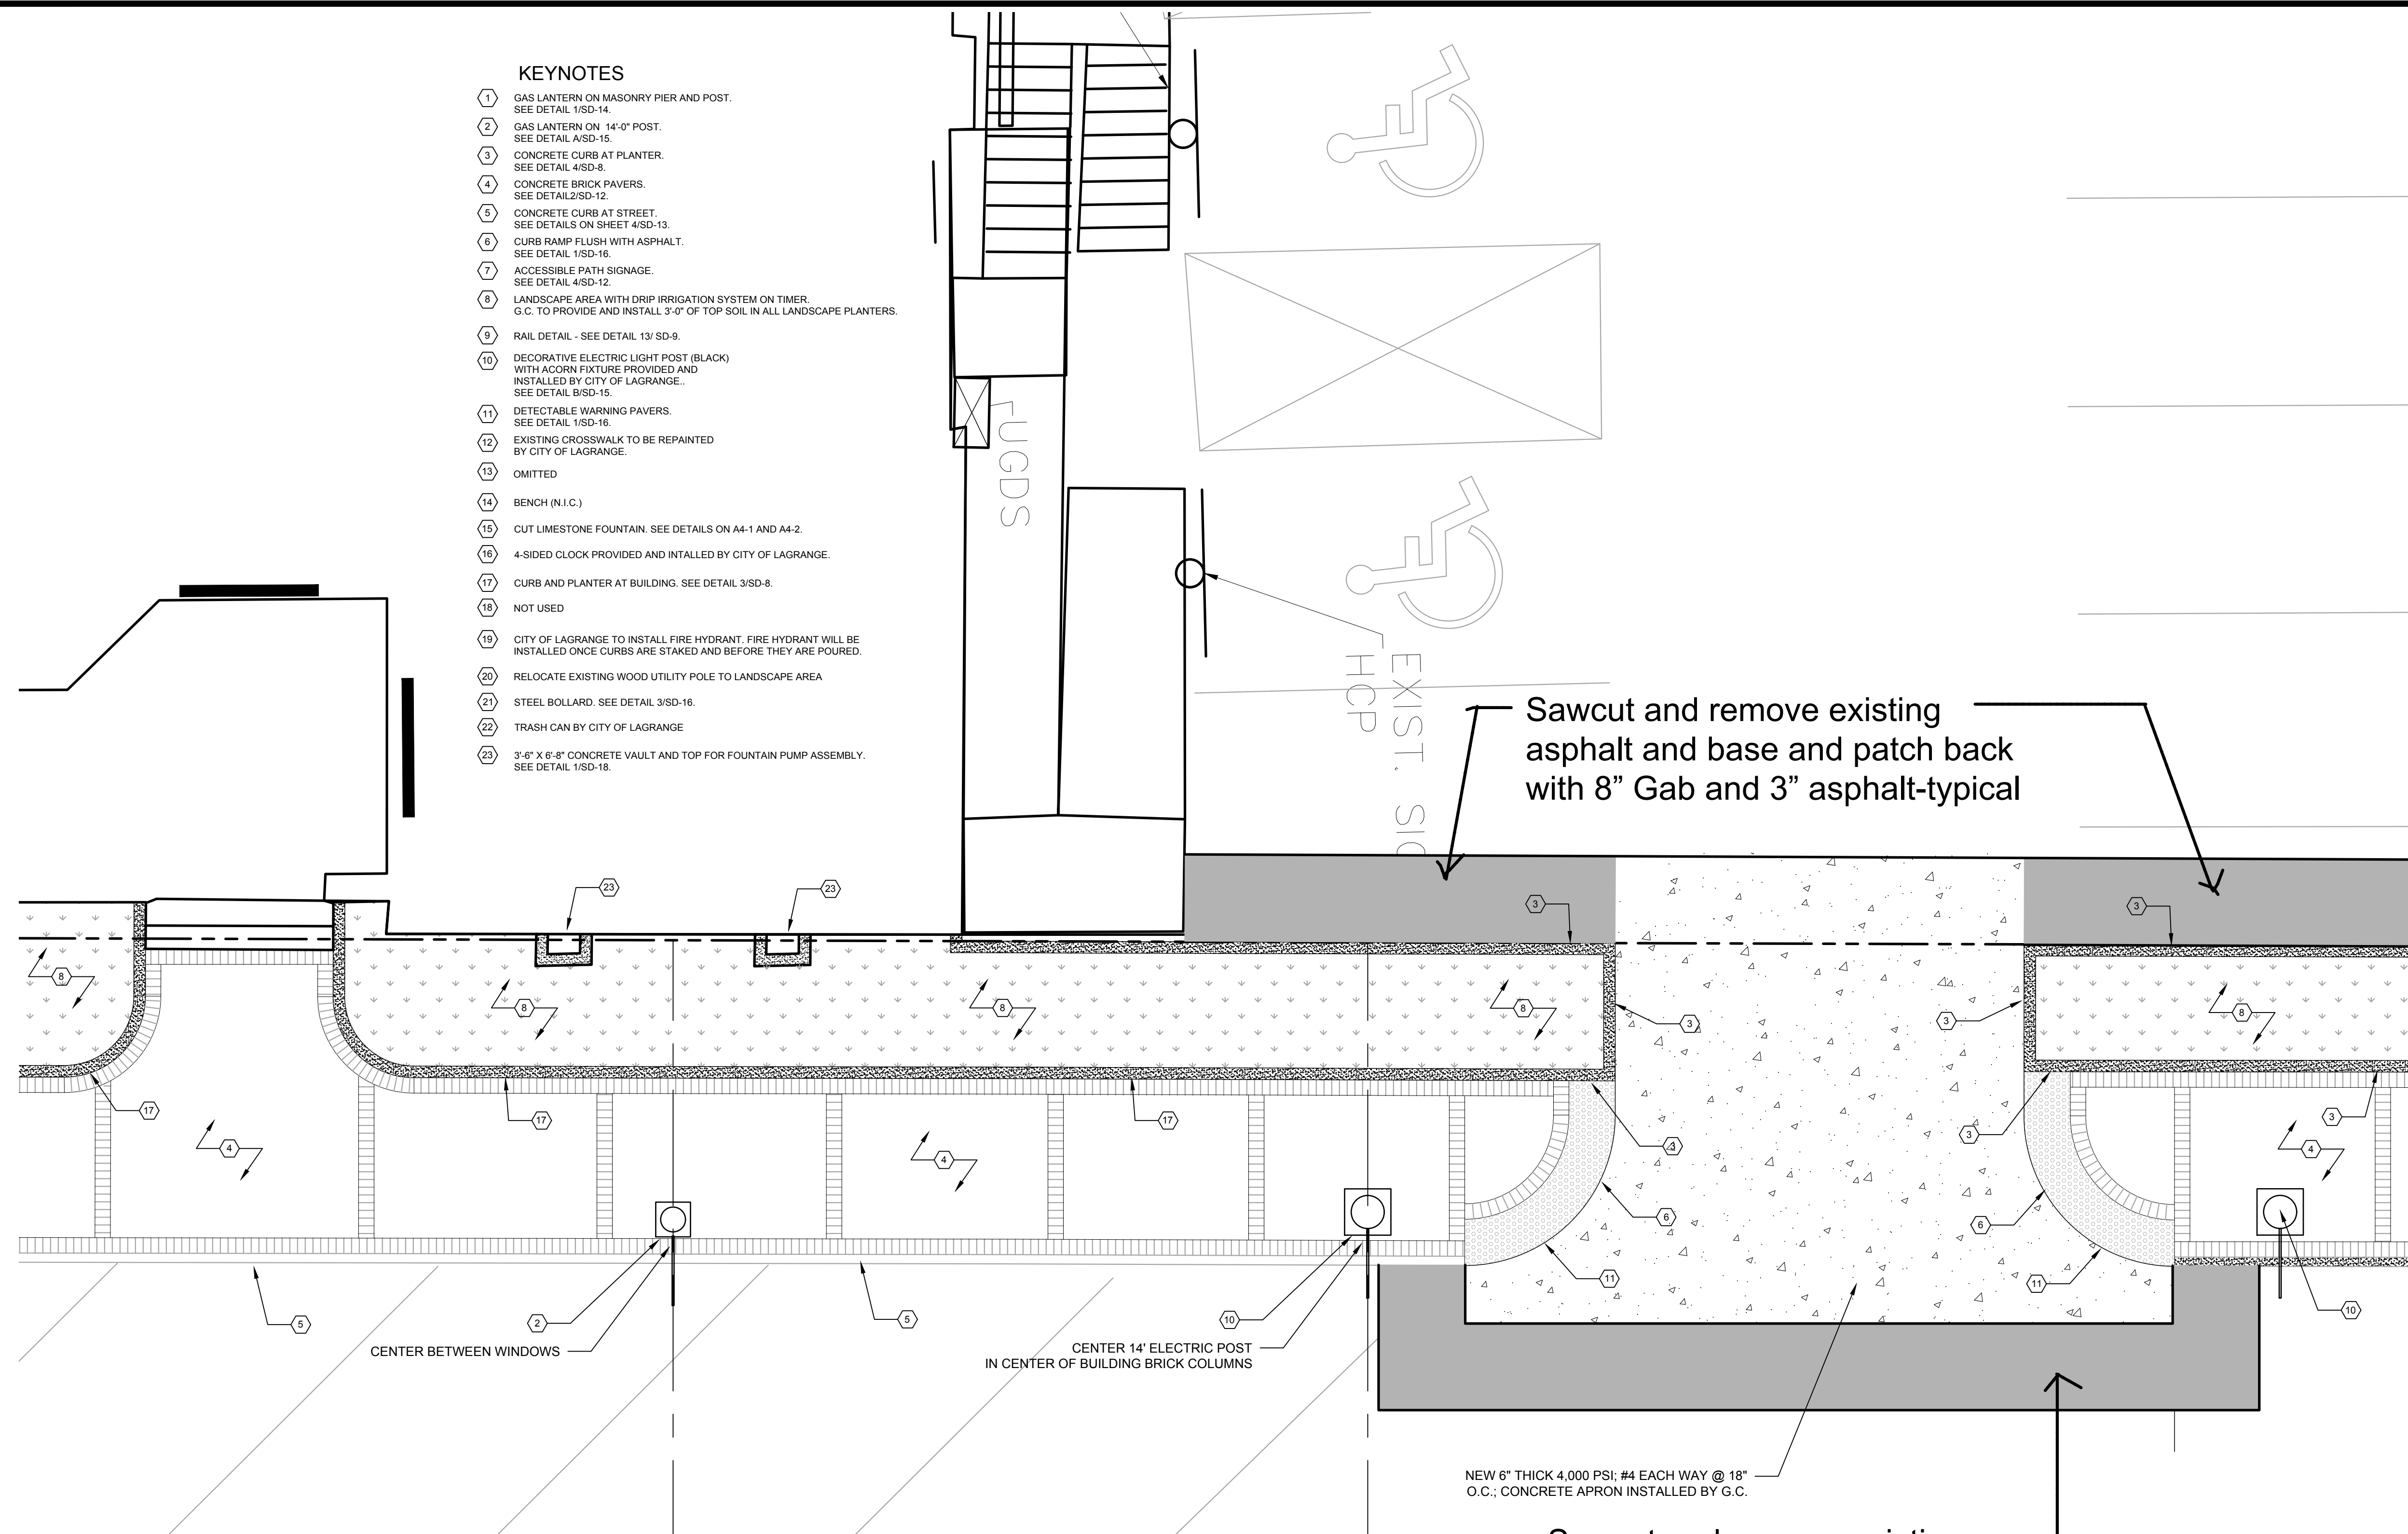 KEYNOTES
1 GAS LANTERN ON MASONRY PIER AND POST.
SEE DETAIL 1/SD-14.
2 GAS LANTERN ON 14'-0" POST.
SEE DETAIL A/SD-15.
3 CONCRETE CURB AT PLANTER.
SEE DETAIL 4/SD-8.
4 CONCRETE BRICK PAVERS.
SEE DETAIL2/SD-12.
5 CONCRETE CURB AT STREET.
SEE DETAILS ON SHEET 4/SD-13.
6 CURB RAMP FLUSH WITH ASPHALT.
SEE DETAIL 1/SD-16.
7 ACCESSIBLE PATH SIGNAGE.
SEE DETAIL 4/SD-12.
8 LANDSCAPE AREA WITH DRIP IRRIGATION SYSTEM ON TIMER.
G.C. TO PROVIDE AND INSTALL 3'-0" OF TOP SOIL IN ALL LANDSCAPE PLANTERS.
9 RAIL DETAIL - SEE DETAIL 13/ SD-9.
10 DECORATIVE ELECTRIC LIGHT POST (BLACK)
WITH ACORN FIXTURE PROVIDED AND
INSTALLED BY CITY OF LAGRANGE..
SEE DETAIL B/SD-15.
11 DETECTABLE WARNING PAVERS.
SEE DETAIL 1/SD-16.
12 EXISTING CROSSWALK TO BE REPAINTED
BY CITY OF LAGRANGE.
13 OMITTED
14 BENCH (N.I.C.)
15 CUT LIMESTONE FOUNTAIN. SEE DETAILS ON A4-1 AND A4-2.
16 4-SIDED CLOCK PROVIDED AND INTALLED BY CITY OF LAGRANGE.
17 CURB AND PLANTER AT BUILDING. SEE DETAIL 3/SD-8.
18 NOT USED
19 CITY OF LAGRANGE TO INSTALL FIRE HYDRANT. FIRE HYDRANT WILL BE
INSTALLED ONCE CURBS ARE STAKED AND BEFORE THEY ARE POURED.
20 RELOCATE EXISTING WOOD UTILITY POLE TO LANDSCAPE AREA
21 STEEL BOLLARD. SEE DETAIL 3/SD-16.
22 TRASH CAN BY CITY OF LAGRANGE
23 3'-6" X 6'-8" CONCRETE VAULT AND TOP FOR FOUNTAIN PUMP ASSEMBLY.
SEE DETAIL 1/SD-18.
UGDS
EXIST.
HCP
Sawcut and remove existing
asphalt and base and patch back
with 8” Gab and 3” asphalt-typical
23
23
3
3
8
8
8
8
8
3
3
17
17
17
3
3
3
4
4
4
6
6
11
11
5
2
5
10
10
CENTER BETWEEN WINDOWS
CENTER 14' ELECTRIC POST
IN CENTER OF BUILDING BRICK COLUMNS
NEW 6" THICK 4,000 PSI; #4 EACH WAY @ 18"
O.C.; CONCRETE APRON INSTALLED BY G.C.